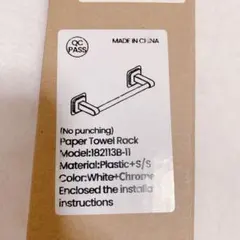 QC
PASS
MADE IN CHINA
(No punching)
Paper Towel Rack
Model:182113B-11
Material:Plastic+S/S
Color:White+Chrome
Enclosed the installa
instructions